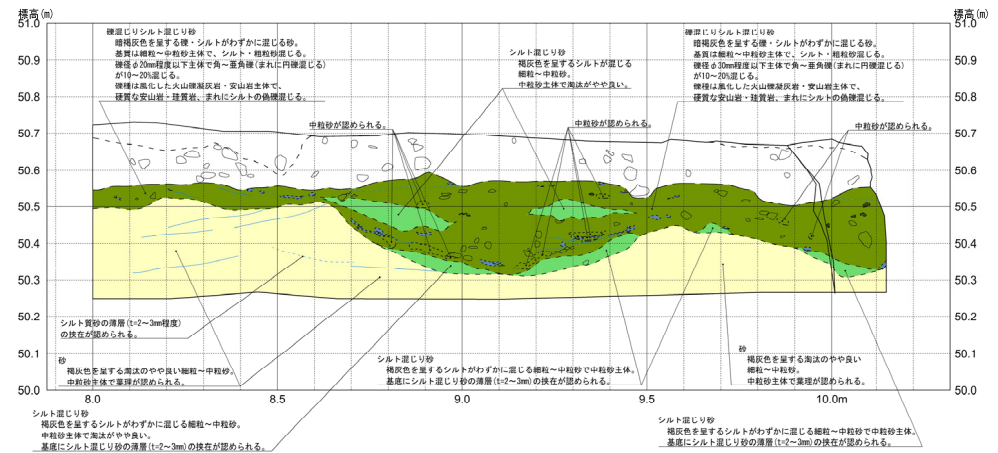 標高(m)
標高(m)
51.0
50.9
50.8
50.7
50.6
50.5
50.4
50.3
50.2
50.1
50.0
51.0
50.9
50.8
50.7
50.6
50.5
50.4
50.3
50.2
50.1
50.0
8.0
8.5
9.0
9.5
10.0m
礫混じりシルト混じり砂
暗褐灰色を呈する礫・シルトがわずかに混じる砂。
基質は細粒～中粒砂主体で、シルト・粗粒砂混じる。
礫径φ20mm程度以下主体で角～亜角礫(まれに円礫混じる)
が10～20%混じる。
礫種は風化した火山礫凝灰岩・安山岩主体で、
硬質な安山岩・珪質岩、まれにシルトの偽礫混じる。
シルト混じり砂
褐灰色を呈するシルトが混じる
細粒～中粒砂。
中粒砂主体で淘汰がやや良い。
礫混じりシルト混じり砂
暗褐灰色を呈する礫・シルトがわずかに混じる砂。
基質は細粒～中粒砂主体で、シルト・粗粒砂混じる。
礫径φ30mm程度以下主体で角～亜角礫(まれに円礫混じる)
が10～20%混じる。
礫種は風化した火山礫凝灰岩・安山岩主体で、
硬質な安山岩・珪質岩、まれにシルトの偽礫混じる。
中粒砂が認められる。
中粒砂が認められる。
中粒砂が認められる。
シルト質砂の薄層(t=2～3mm程度)
の挟在が認められる。
砂
褐灰色を呈する淘汰のやや良い細粒～中粒砂。
中粒砂主体で葉理が認められる。
シルト混じり砂
褐灰色を呈するシルトがわずかに混じる細粒～中粒砂で中粒砂主体。
基底にシルト混じり砂の薄層(t=2～3mm)の挟在が認められる。
砂
褐灰色を呈する淘汰のやや良い
細粒～中粒砂。
中粒砂主体で葉理が認められる。
シルト混じり砂
褐灰色を呈するシルトがわずかに混じる細粒～中粒砂。
中粒砂主体で淘汰がやや良い。
基底にシルト混じり砂の薄層(t=2～3mm)の挟在が認められる。
シルト混じり砂
褐灰色を呈するシルトがわずかに混じる細粒～中粒砂で中粒砂主体。
基底にシルト混じり砂の薄層(t=2～3mm)の挟在が認められる。